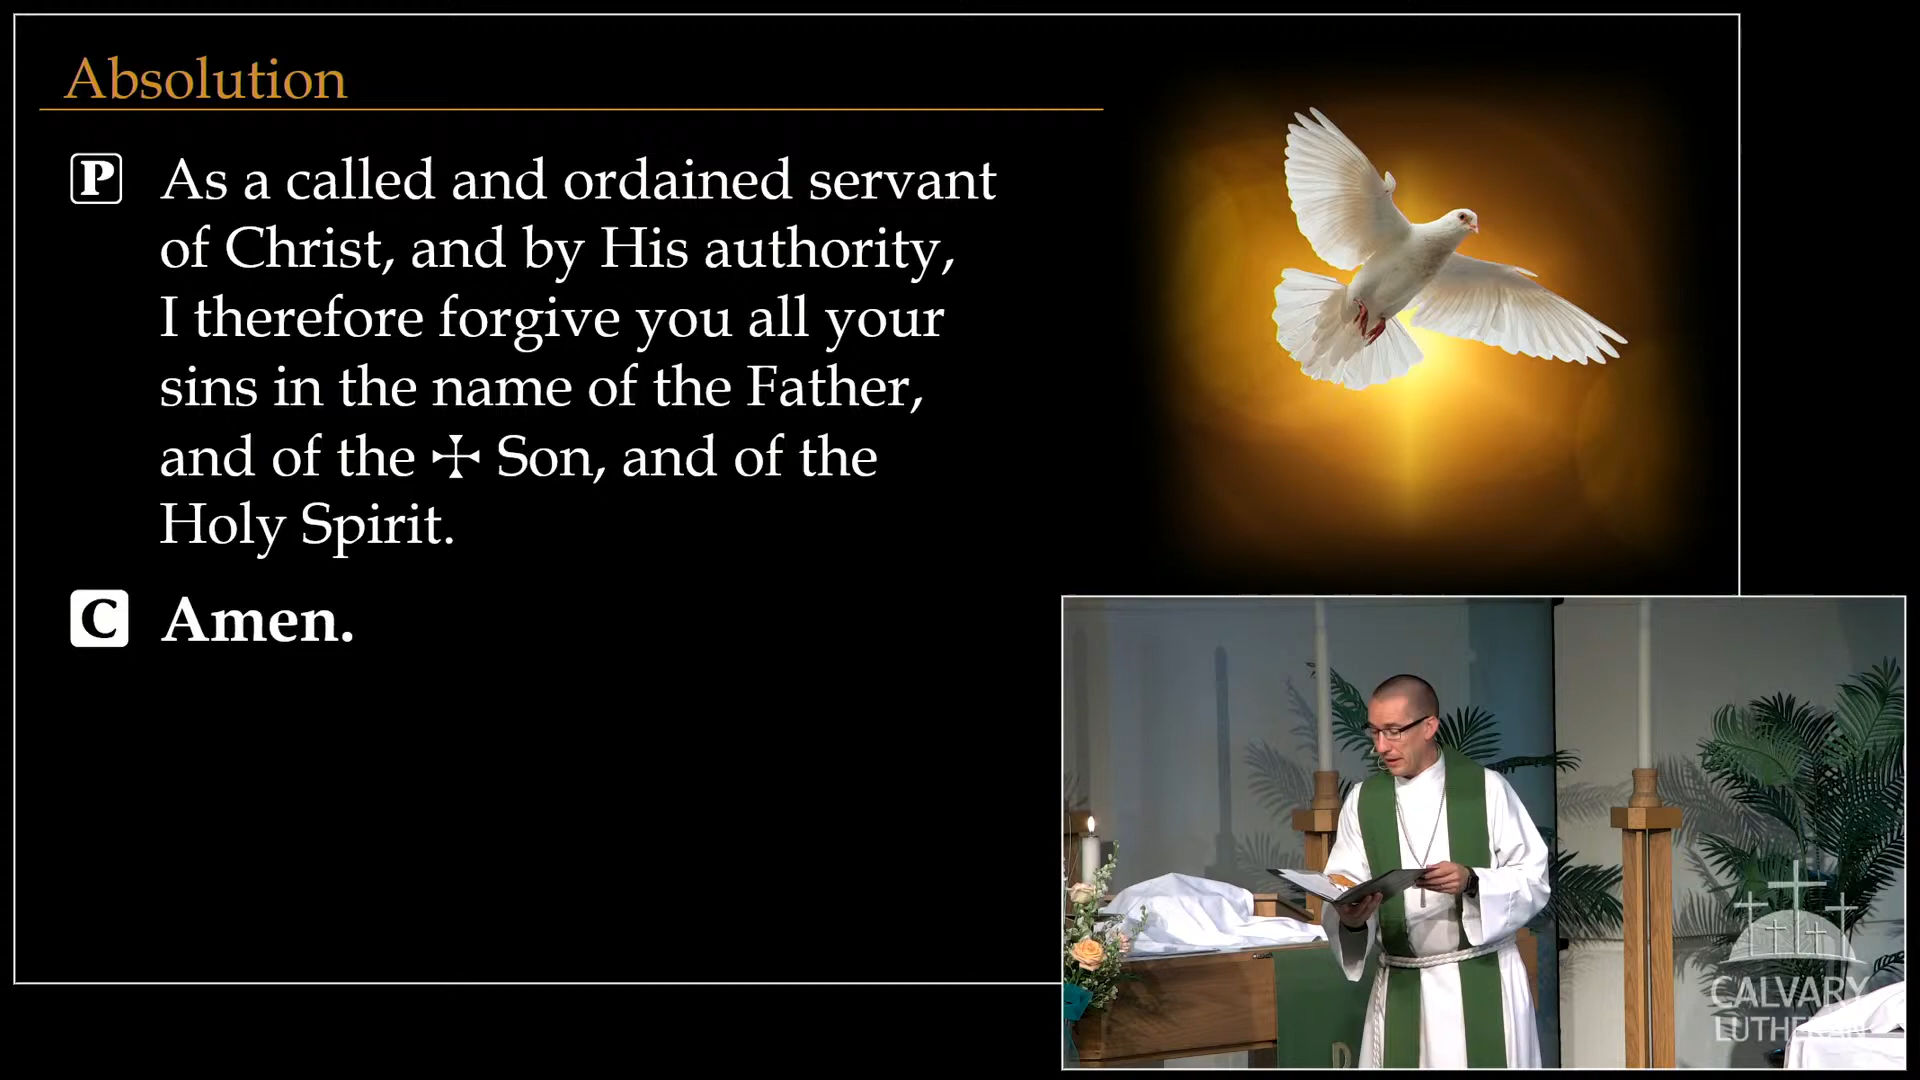 Absolution
P As a called and ordained servant
of Christ, and by His authority,
I therefore forgive you all your
sins in the name of the Father,
and of the ✠ Son, and of the
Holy Spirit.
C Amen.
CALVARY
LUTHERAN